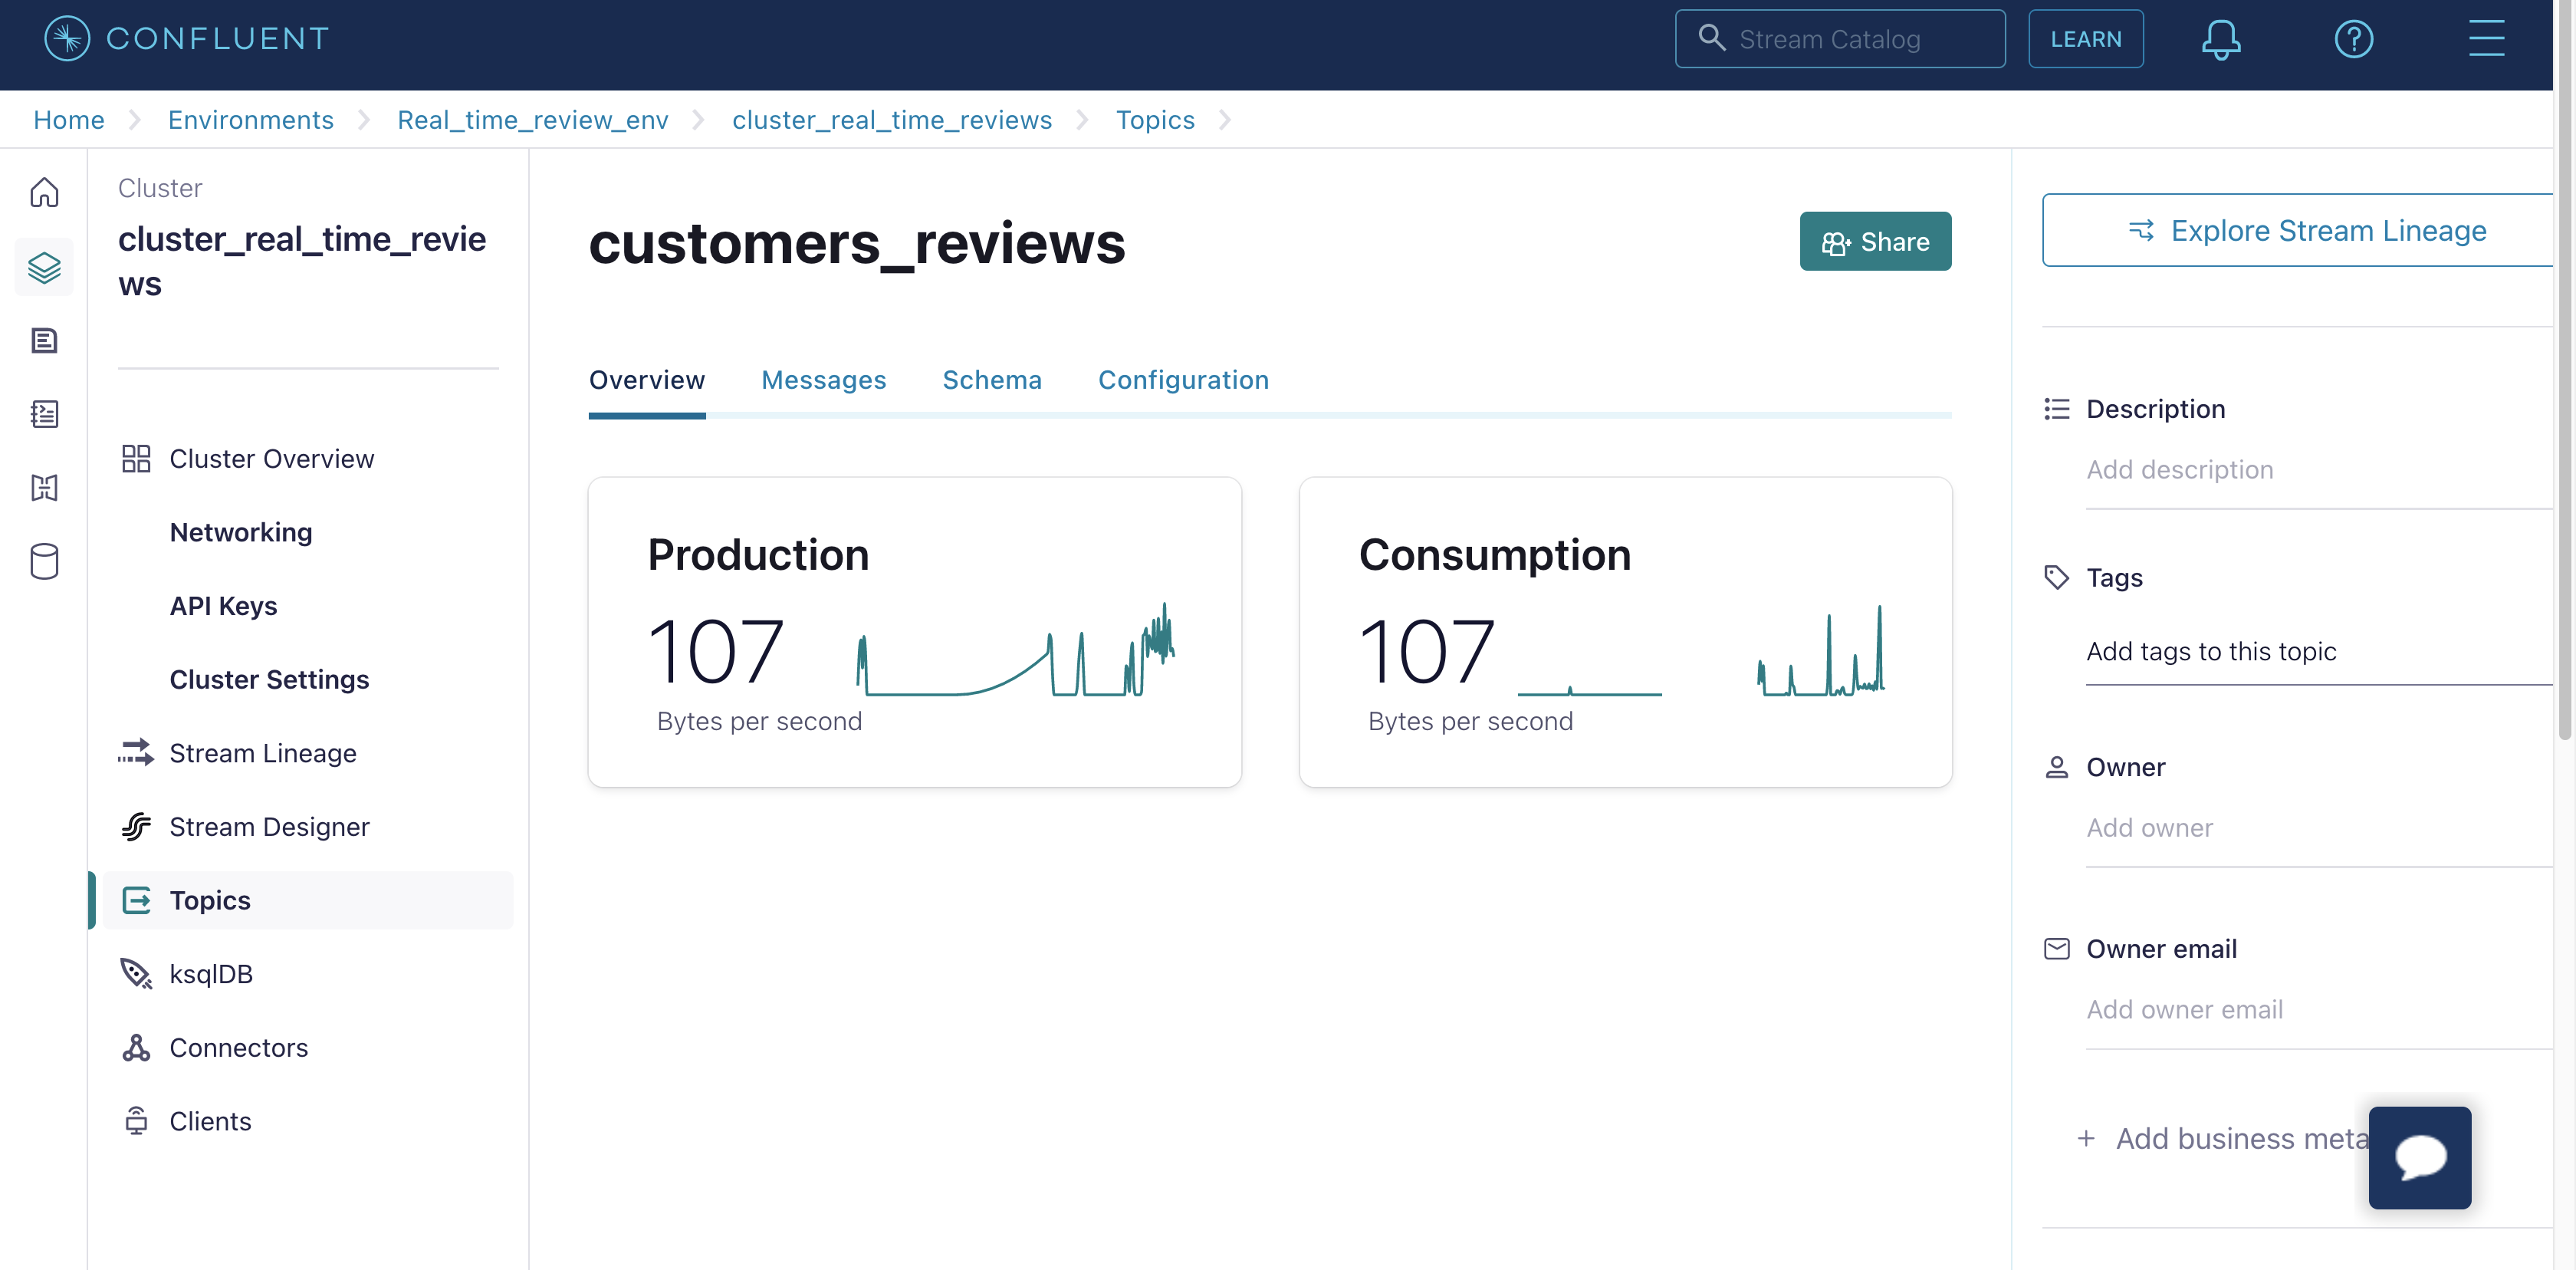 CONFLUENT
Stream Catalog
LEARN
Home
Environments
Real_time_review_env
cluster_real_time_reviews
Topics
Cluster
cluster_real_time_revie
ws
Cluster Overview
Networking
API Keys
Cluster Settings
Stream Lineage
Stream Designer
Topics
ksqlDB
Connectors
Clients
customers_reviews
Share
Overview
Messages
Schema
Configuration
Production
107
Bytes per second
Consumption
107
Bytes per second
Explore Stream Lineage
Description
Add description
Tags
Add tags to this topic
Owner
Add owner
Owner email
Add owner email
+ Add business meta